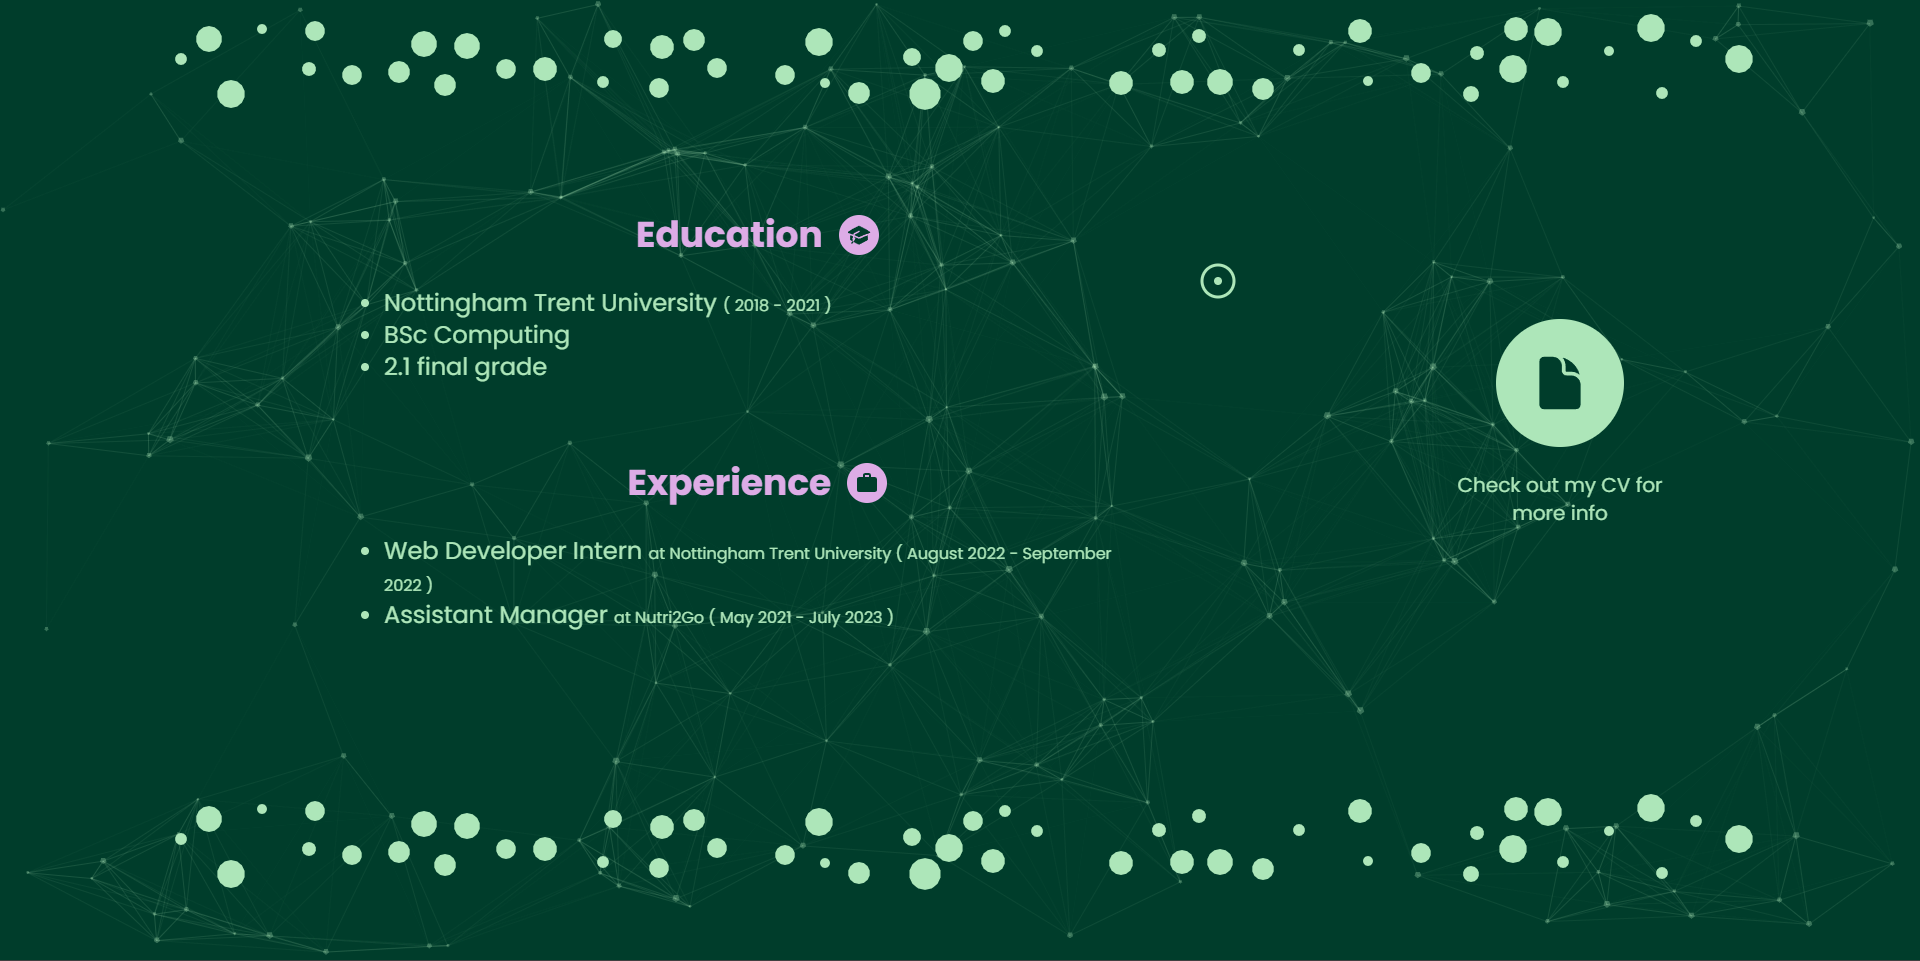 Education
Nottingham Trent University ( 2018 - 2021 )
BSc Computing
2.1 final grade
Experience
Web Developer Intern at Nottingham Trent University ( August 2022 - September
2022 )
Assistant Manager at Nutri2Go ( May 2021 - July 2023 )
Check out my CV for
more info